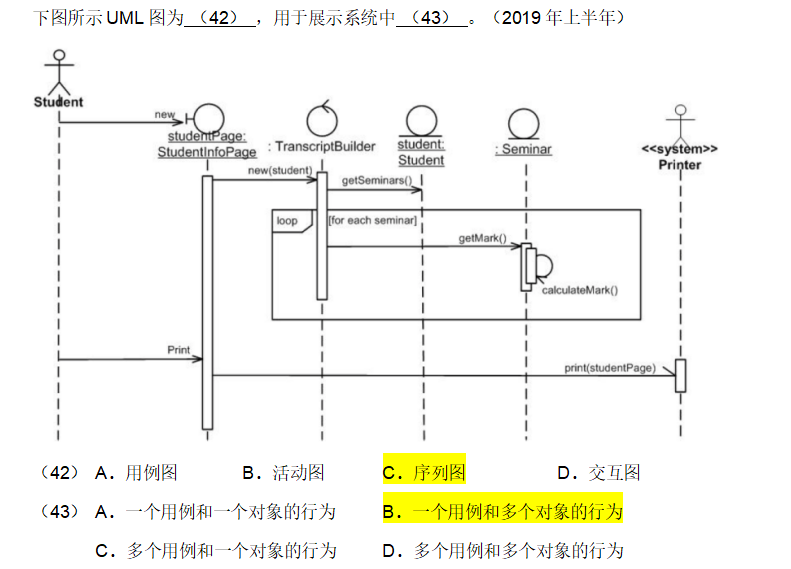 下图所示 UML 图为 （42） ，用于展示系统中 （43） 。（2019 年上半年）
Student
new
studentPage:
StudentInfoPage
: TranscriptBuilder
student:
Student
: Seminar
<<system>>
Printer
new(student)
getSeminars()
loop
[for each seminar]
getMark()
calculateMark()
Print
print(studentPage)
（42） A．用例图 B．活动图 C．序列图 D．交互图
（43） A．一个用例和一个对象的行为 B．一个用例和多个对象的行为
C．多个用例和一个对象的行为 D．多个用例和多个对象的行为